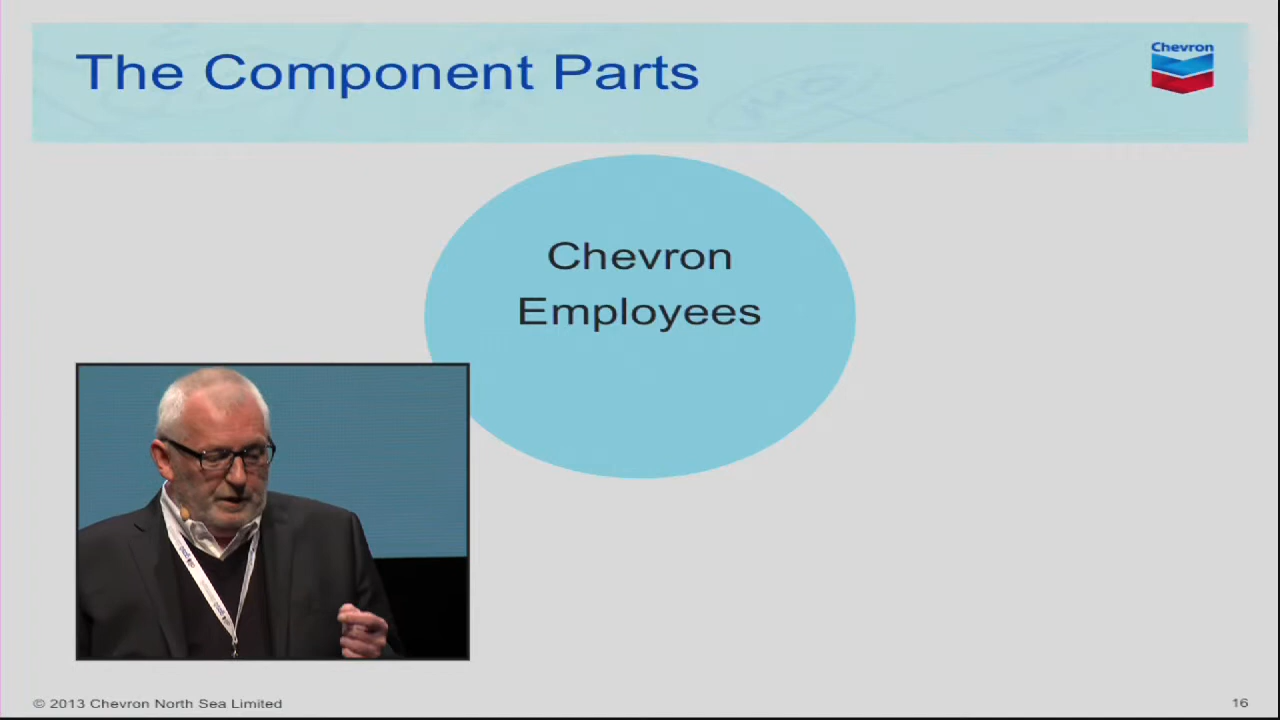 The Component Parts
Chevron
Chevron
Employees
© 2013 Chevron North Sea Limited
16